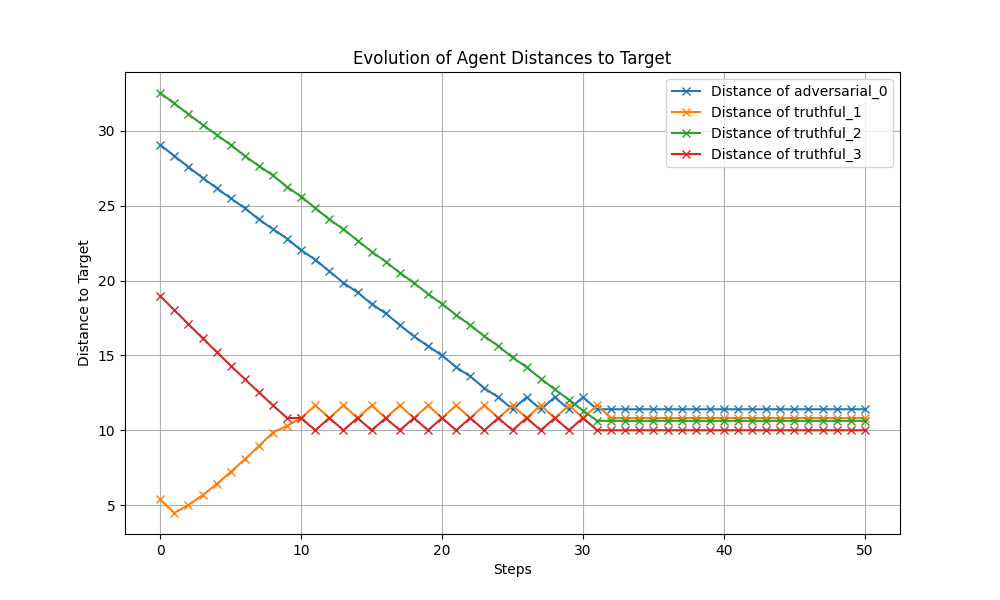 Evolution of Agent Distances to Target
Distance of adversarial_0
Distance of truthful_1
Distance of truthful_2
Distance of truthful_3
Distance to Target
30
25
20
15
10
5
0
10
20
30
40
50
Steps